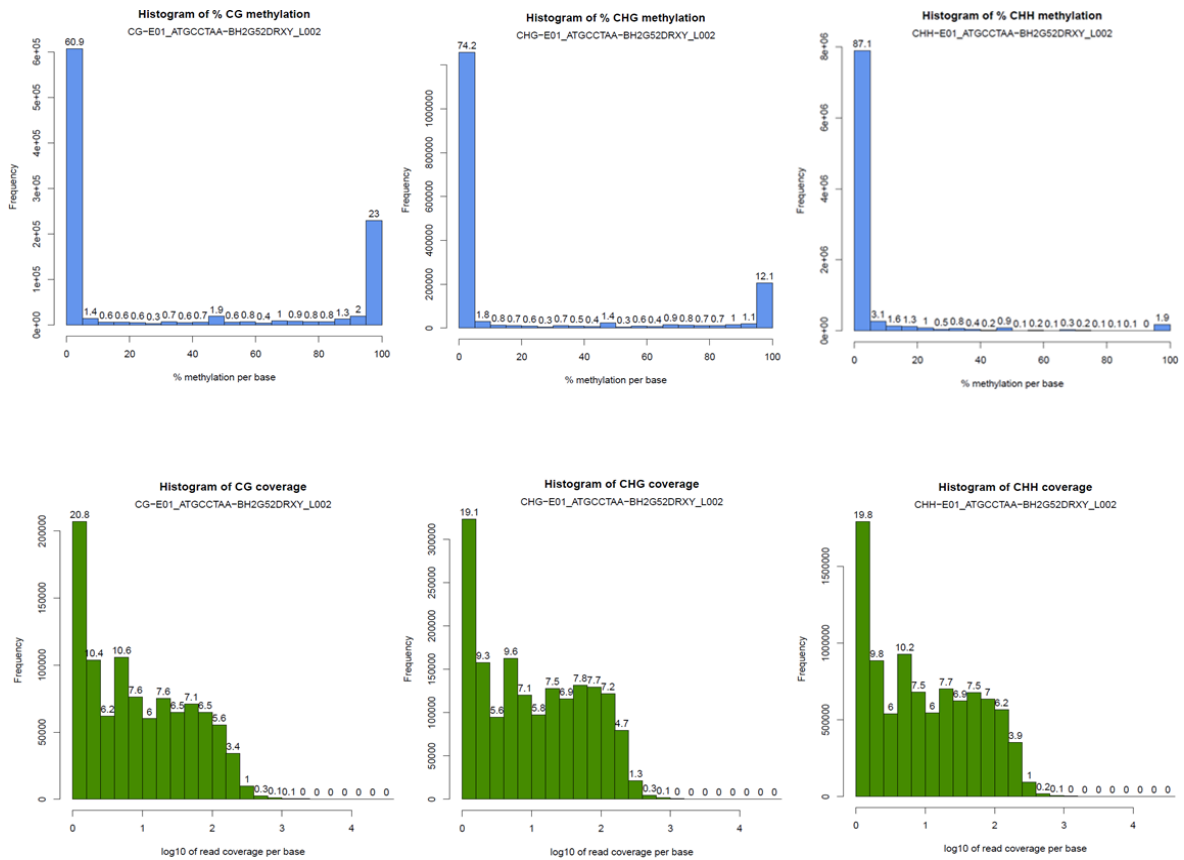 Histogram of % CG methylation
CG−E01_ATGCCTAA−BH2G52DRXY_L002
Frequency
0e+00 1e+05 2e+05 3e+05 4e+05 5e+05 6e+05
60.9 1.4 0.6 0.6 0.6 0.3 0.7 0.6 0.7 1.9 0.6 0.8 0.4 1 0.9 0.8 0.8 1.3 2 23
0 20 40 60 80 100
% methylation per base
Histogram of % CHG methylation
CHG−E01_ATGCCTAA−BH2G52DRXY_L002
Frequency
0 200000 400000 600000 800000 1000000
74.2 1.8 0.8 0.7 0.6 0.3 0.7 0.5 0.4 1.4 0.3 0.6 0.4 0.9 0.8 0.7 0.7 1 1.1 12.1
0 20 40 60 80 100
% methylation per base
Histogram of % CHH methylation
CHH−E01_ATGCCTAA−BH2G52DRXY_L002
Frequency
0e+00 2e+06 4e+06 6e+06 8e+06
87.1 3.1 1.6 1.3 1 0.5 0.8 0.4 0.2 0.9 0.1 0.2 0.1 0.3 0.2 0.1 0.1 0.1 0 1.9
0 20 40 60 80 100
% methylation per base
Histogram of CG coverage
CG−E01_ATGCCTAA−BH2G52DRXY_L002
Frequency
0 50000 100000 150000 200000
20.8 10.4 6.2 10.6 7.6 6 7.6 6.5 7.1 6.5 5.6 3.4 1 0.3 0.1 0.1 0 0 0 0 0 0
0 1 2 3 4
log10 of read coverage per base
Histogram of CHG coverage
CHG−E01_ATGCCTAA−BH2G52DRXY_L002
Frequency
0 50000 100000 150000 200000 250000 300000
19.1 9.3 5.6 9.6 7.1 5.8 7.5 6.9 7.8 7.7 7.2 4.7 1.3 0.3 0.1 0 0 0 0 0 0 0 0
0 1 2 3 4
log10 of read coverage per base
Histogram of CHH coverage
CHH−E01_ATGCCTAA−BH2G52DRXY_L002
Frequency
0 500000 1000000 1500000
19.8 9.8 6 10.2 7.5 6 7.7 6.9 7.5 7 6.2 3.9 1 0.2 0.1 0 0 0 0 0 0 0 0
0 1 2 3 4
log10 of read coverage per base